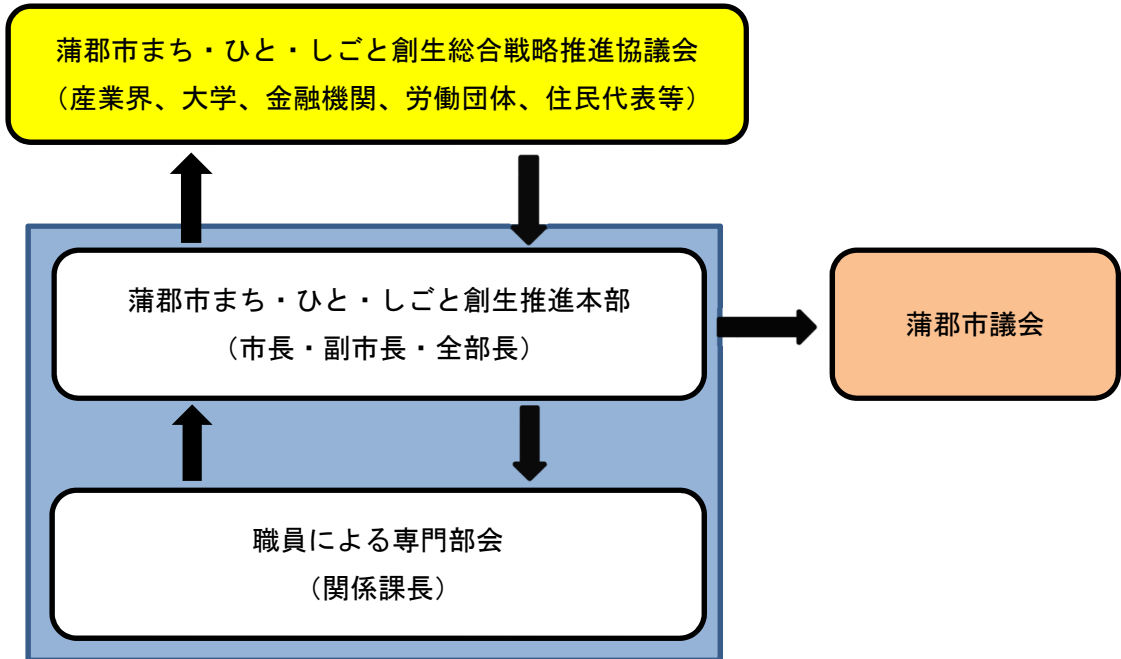 蒲郡市まち・ひと・しごと創生総合戦略推進協議会
（産業界、大学、金融機関、労働団体、住民代表等）
蒲郡市まち・ひと・しごと創生推進本部
（市長・副市長・全部長）
蒲郡市議会
職員による専門部会
（関係課長）